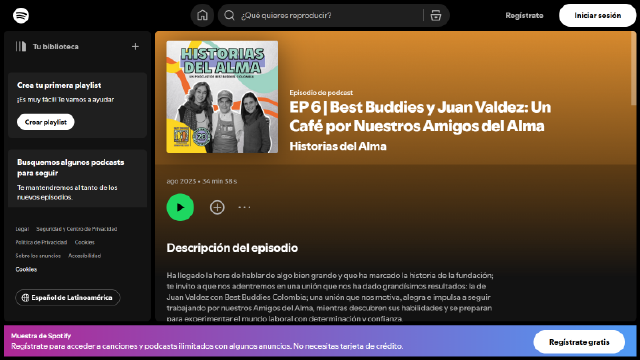 ¿Qué quieres reproducir?
Regístrate
Iniciar sesión
Tu biblioteca
Crea tu primera playlist
¡Es muy fácil! Te vamos a ayudar
Crear playlist
Busquemos algunos podcasts
para seguir
Te mantendremos al tanto de los
nuevos episodios.
Legal
Seguridad y Centro de Privacidad
Política de Privacidad
Cookies
Sobre los anuncios
Accesibilidad
Cookies
Español de Latinoamérica
HISTORIAS
DEL ALMA
UN PODCAST DE BEST BUDDIES COLOMBIA
Episodio de podcast
EP 6 | Best Buddies y Juan Valdez: Un
Café por Nuestros Amigos del Alma
Historias del Alma
ago 2023 • 34 min 38 s
Descripción del episodio
Ha llegado la hora de hablar de algo bien grande y que ha marcado la historia de la fundación;
te invito a que nos adentremos en una unión que nos ha dado grandísimos resultados: la de
Juan Valdez con Best Buddies Colombia; una unión que nos motiva, alegra e impulsa a seguir
trabajando por nuestros Amigos del Alma, mientras descubren sus habilidades y se preparan
para experimentar el mundo laboral con determinación y confianza.
Muestra de Spotify
Regístrate para acceder a canciones y podcasts ilimitados con algunos anuncios. No necesitas tarjeta de crédito.
Regístrate gratis